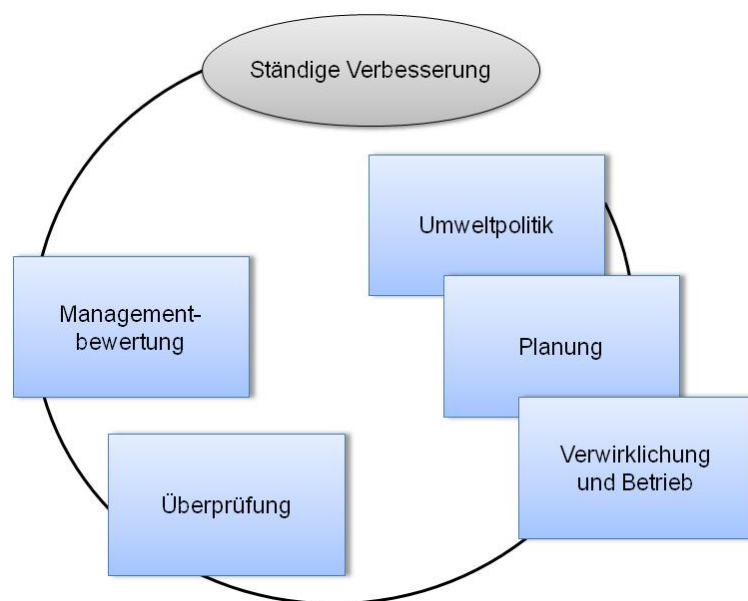 Ständige Verbesserung
Umweltpolitik
Planung
Verwirklichung
und Betrieb
Überprüfung
Management-
bewertung